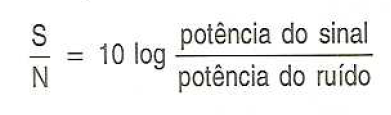 S/N = 10 log potência do sinal / potência do ruído